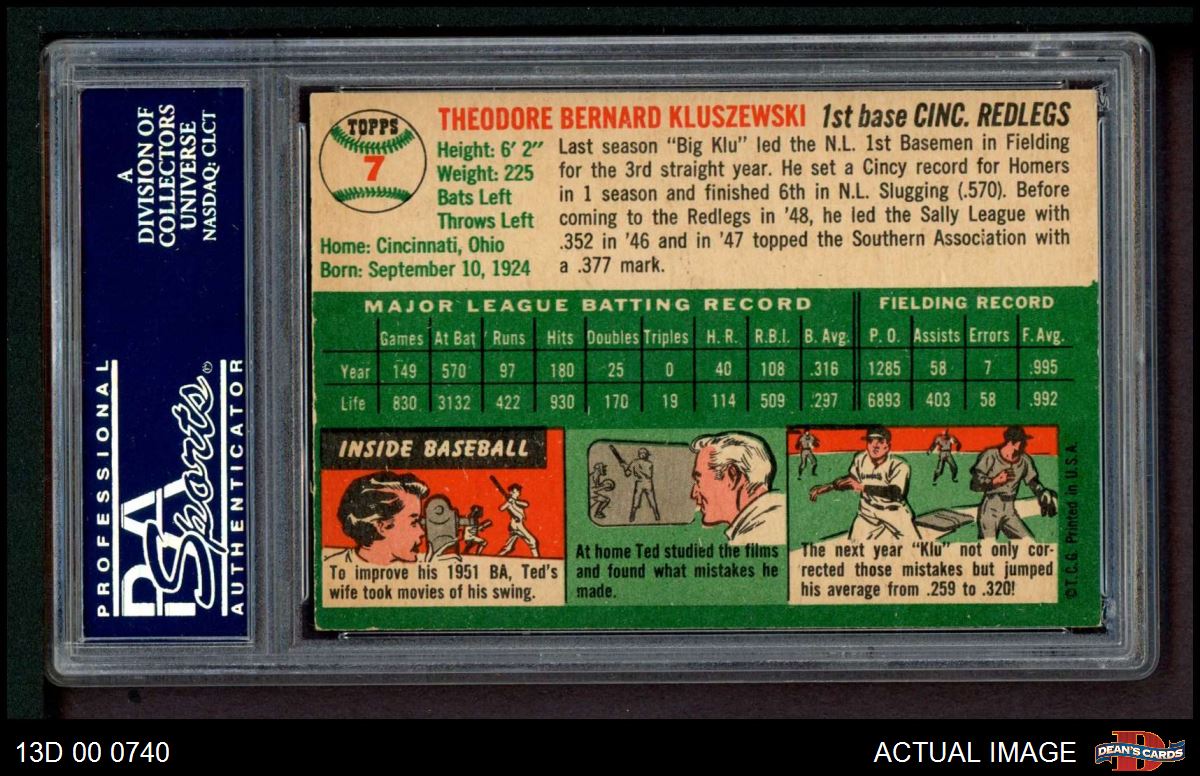 A
DIVISION OF
COLLECTORS
UNIVERSE
NASDAQ: CLCT
PROFESSIONAL
PSA
Sports®
AUTHENTICATOR
TOPPS
7
THEODORE BERNARD KLUSZEWSKI 1st base CINC. REDLEGS
Height: 6′ 2″
Weight: 225
Bats Left
Throws Left
Home: Cincinnati, Ohio
Born: September 10, 1924
Last season "Big Klu" led the N.L. 1st Basemen in Fielding
for the 3rd straight year. He set a Cincy record for Homers
in 1 season and finished 6th in N.L. Slugging (.570). Before
coming to the Redlegs in '48, he led the Sally League with
.352 in '46 and in '47 topped the Southern Association with
a .377 mark.
MAJOR LEAGUE BATTING RECORD FIELDING RECORD
Games At Bat Runs Hits Doubles Triples H. R. R.B.I. B. Avg. P. O. Assists Errors F. Avg.
Year 149 570 97 180 25 0 40 108 .316 1285 58 7 .995
Life 830 3132 422 930 170 19 114 509 .297 6893 403 58 .992
INSIDE BASEBALL
To improve his 1951 BA, Ted's
wife took movies of his swing.
At home Ted studied the films
and found what mistakes he
made.
The next year "Klu" not only cor-
rected those mistakes but jumped
his average from .259 to .320!
© T.C.G. Printed in U.S.A.
13D 00 0740
ACTUAL IMAGE
DEAN'S CARDS